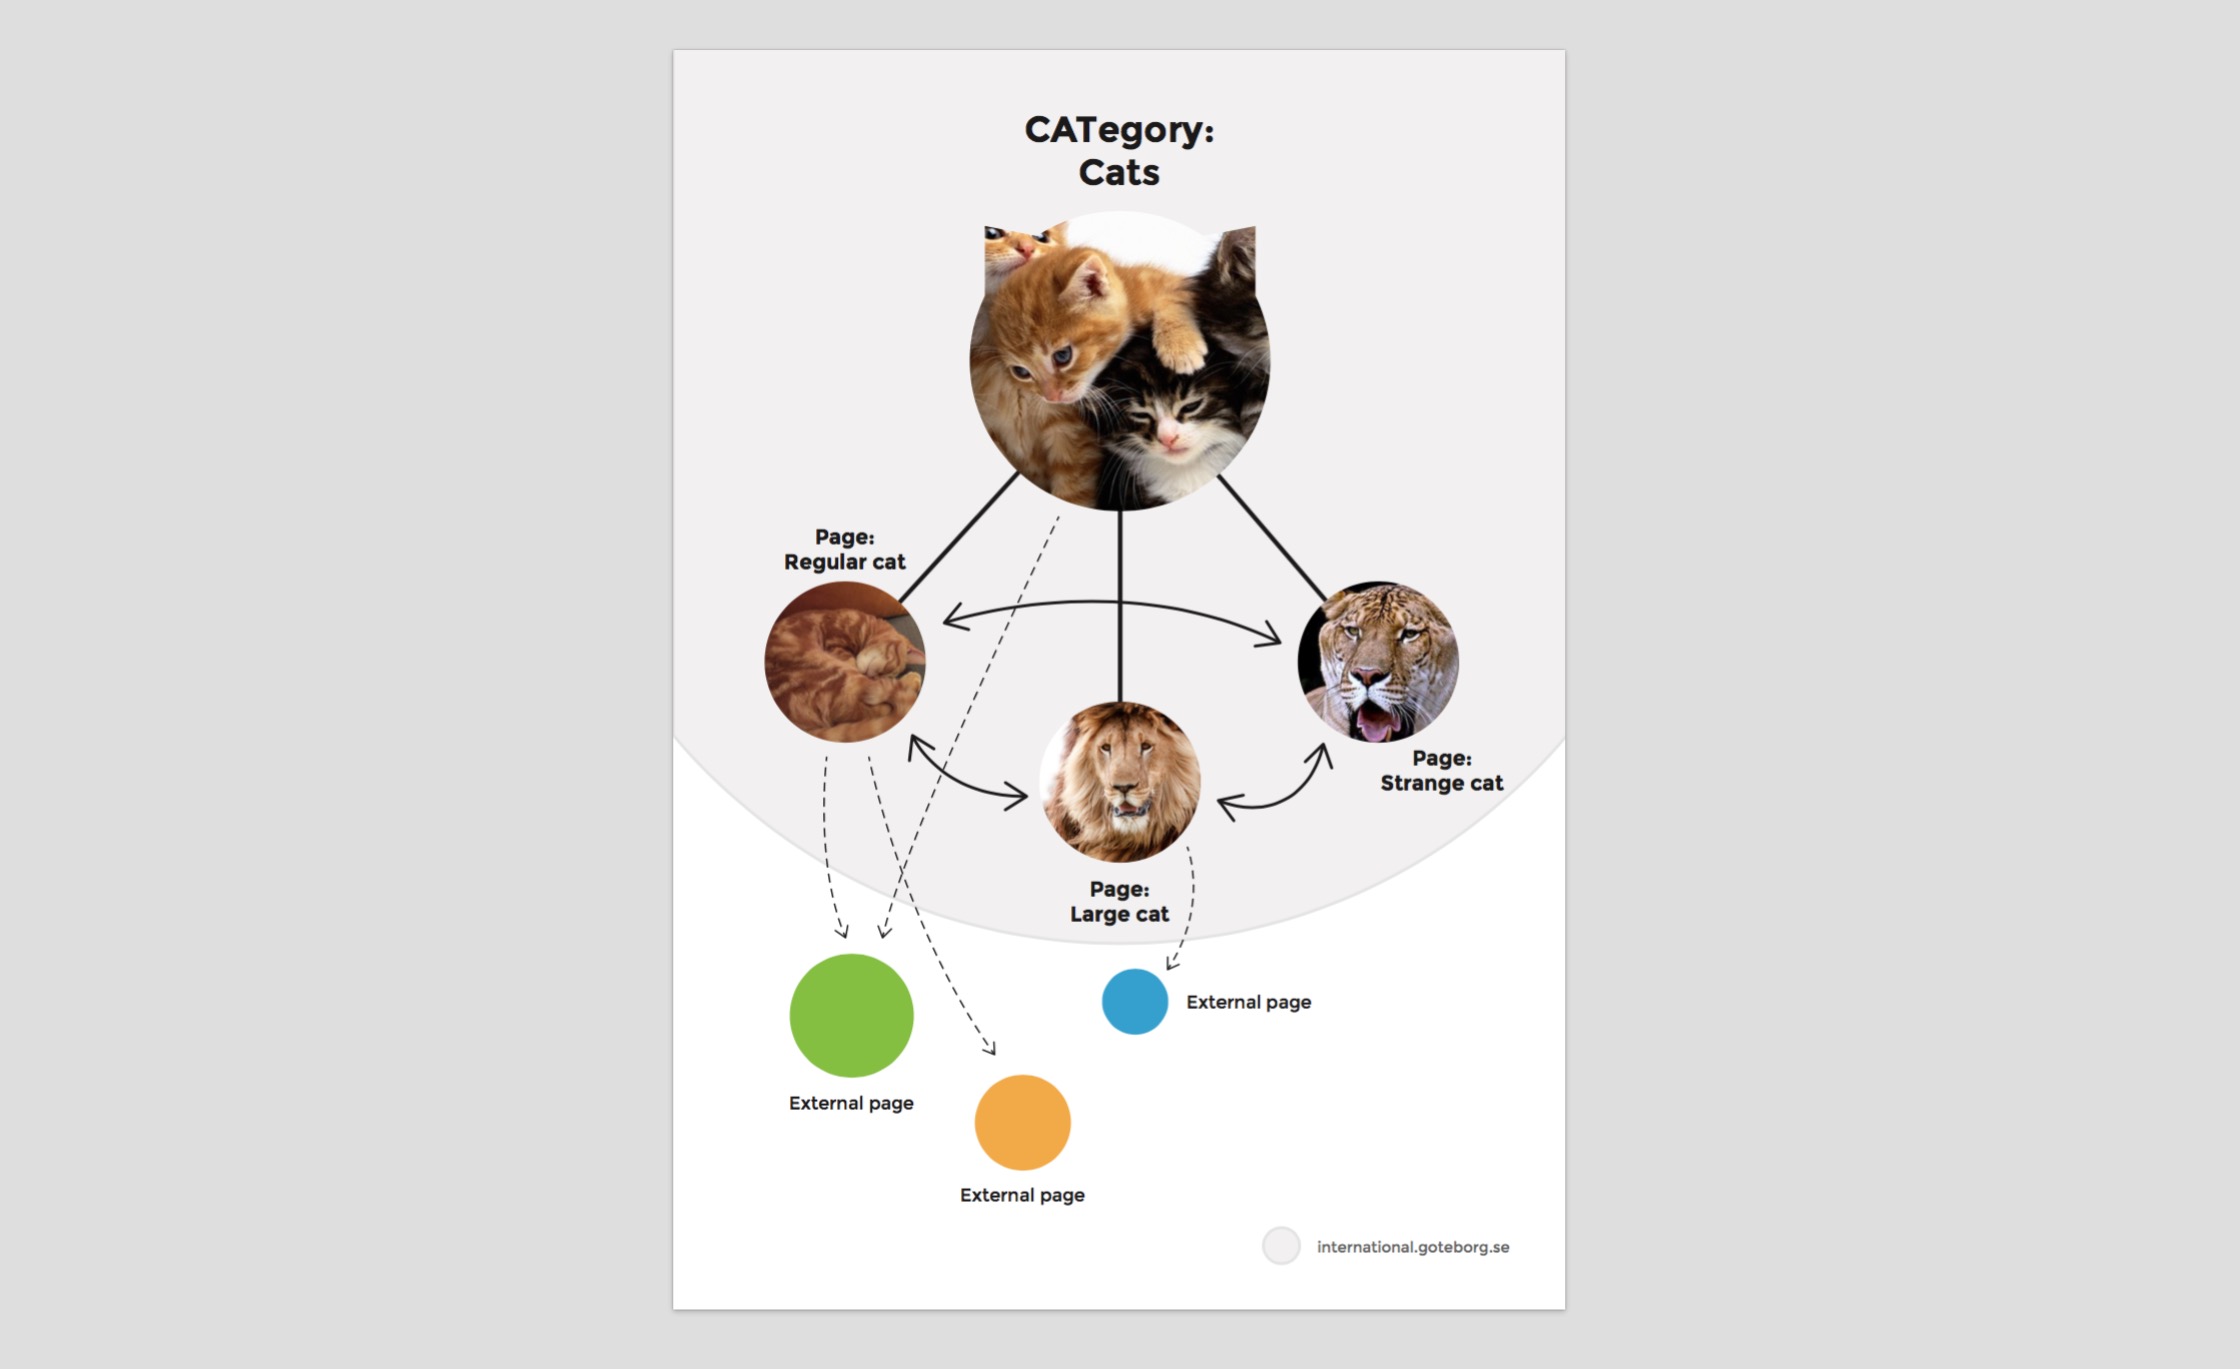 CATegory:
Cats
Page:
Regular cat
Page:
Strange cat
Page:
Large cat
External page
External page
External page
international.goteborg.se